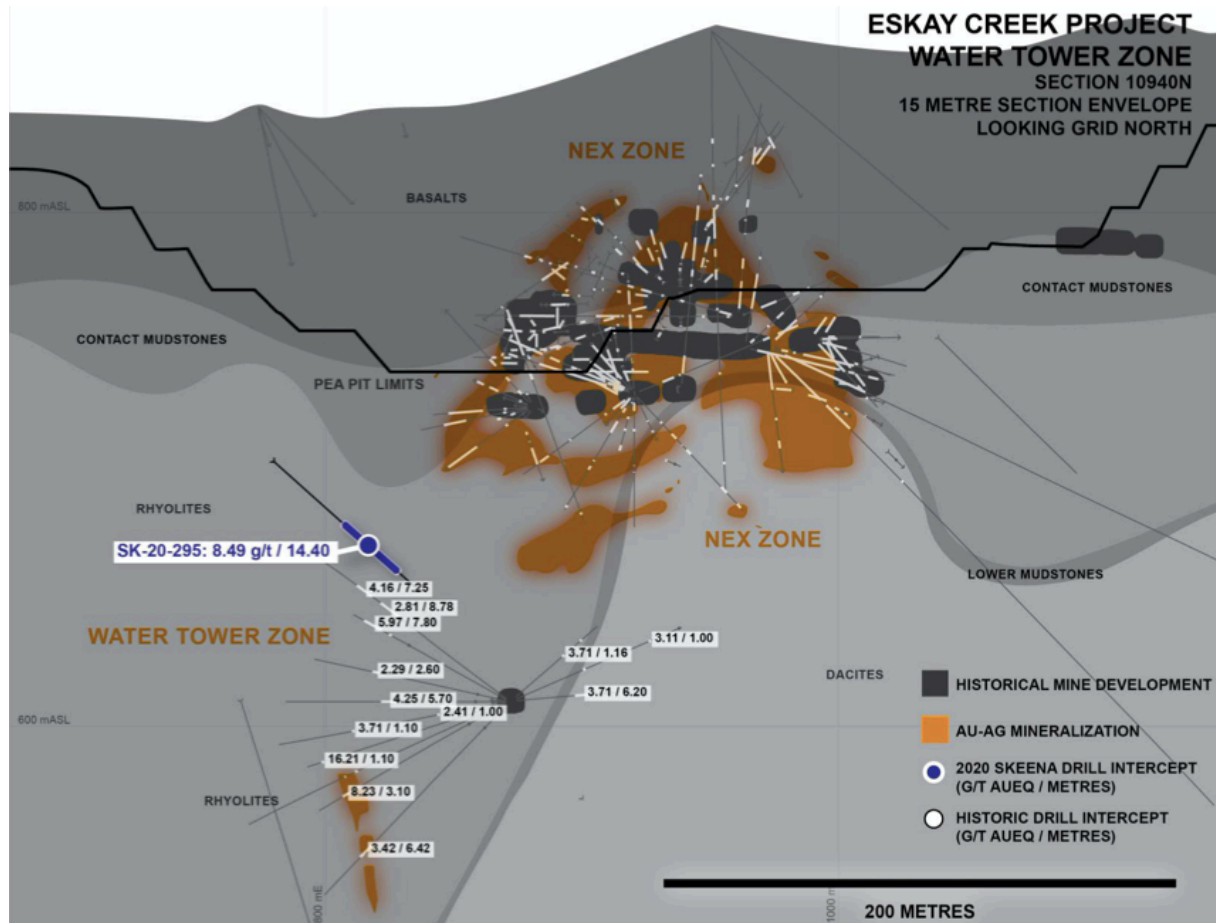 ESKAY CREEK PROJECT
WATER TOWER ZONE
SECTION 10940N
15 METRE SECTION ENVELOPE
LOOKING GRID NORTH
NEX ZONE
BASALTS
800 mASL
CONTACT MUDSTONES
CONTACT MUDSTONES
PEA PIT LIMITS
RHYOLITES
SK-20-295: 8.49 g/t / 14.40
NEX ZONE
LOWER MUDSTONES
4.16 / 7.25
2.81 / 8.78
5.97 / 7.80
WATER TOWER ZONE
3.11 / 1.00
3.71 / 1.16
2.29 / 2.60
DACITES
3.71 / 6.20
4.25 / 5.70
2.41 / 1.00
600 mASL
3.71 / 1.10
16.21 / 1.10
8.23 / 3.10
RHYOLITES
3.42 / 6.42
HISTORICAL MINE DEVELOPMENT
AU-AG MINERALIZATION
2020 SKEENA DRILL INTERCEPT
(G/T AUEQ / METRES)
HISTORIC DRILL INTERCEPT
(G/T AUEQ / METRES)
200 METRES